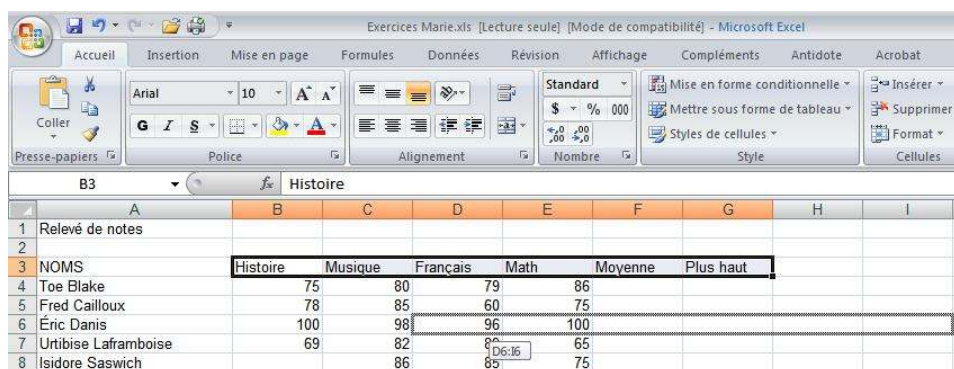 Exercices Marie.xls [Lecture seule] [Mode de compatibilité] - Microsoft Excel
Accueil Insertion Mise en page Formules Données Révision Affichage Compléments Antidote Acrobat
Coller
Arial 10 A A
G I S A
Standard
$ % 000
,00 ,00
,0
Mise en forme conditionnelle
Mettre sous forme de tableau
Styles de cellules
Insérer
Supprimer
Format
Presse-papiers Police Alignement Nombre Style Cellules
B3 fx Histoire
A B C D E F G H I
1 Relevé de notes
2
3 NOMS Histoire Musique Français Math Moyenne Plus haut
4 Toe Blake 75 80 79 86
5 Fred Cailloux 78 85 60 75
6 Éric Danis 100 98 96 100
7 Urtibise Laframboise 69 82 65
D6:I6
8 Isidore Saswich 86 85 75